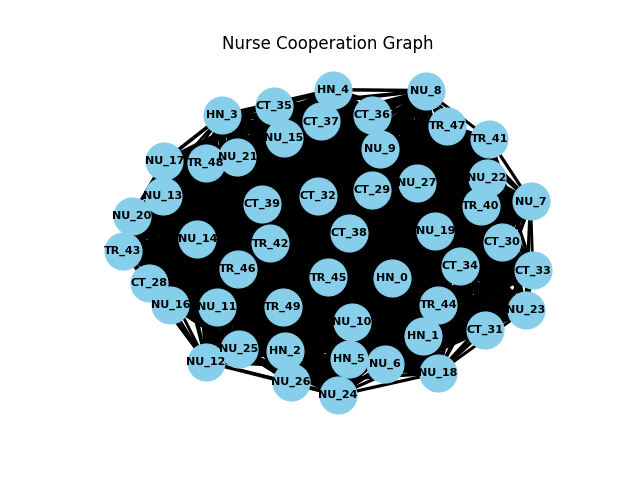 Nurse Cooperation Graph
HN_4
NU_8
CT_35
HN_3
CT_36
CT_37
TR_47
NU_15
TR_41
NU_9
NU_21
NU_17
TR_48
NU_22
NU_27
CT_29
NU_13
CT_32
NU_7
CT_39
TR_40
NU_20
NU_19
CT_38
NU_14
TR_42
CT_30
TR_43
CT_34
TR_46
CT_33
TR_45
HN_0
CT_28
NU_16
TR_44
NU_11
TR_49
NU_23
NU_10
CT_31
HN_1
NU_25
HN_2
HN_5
NU_12
NU_6
NU_18
NU_26
NU_24